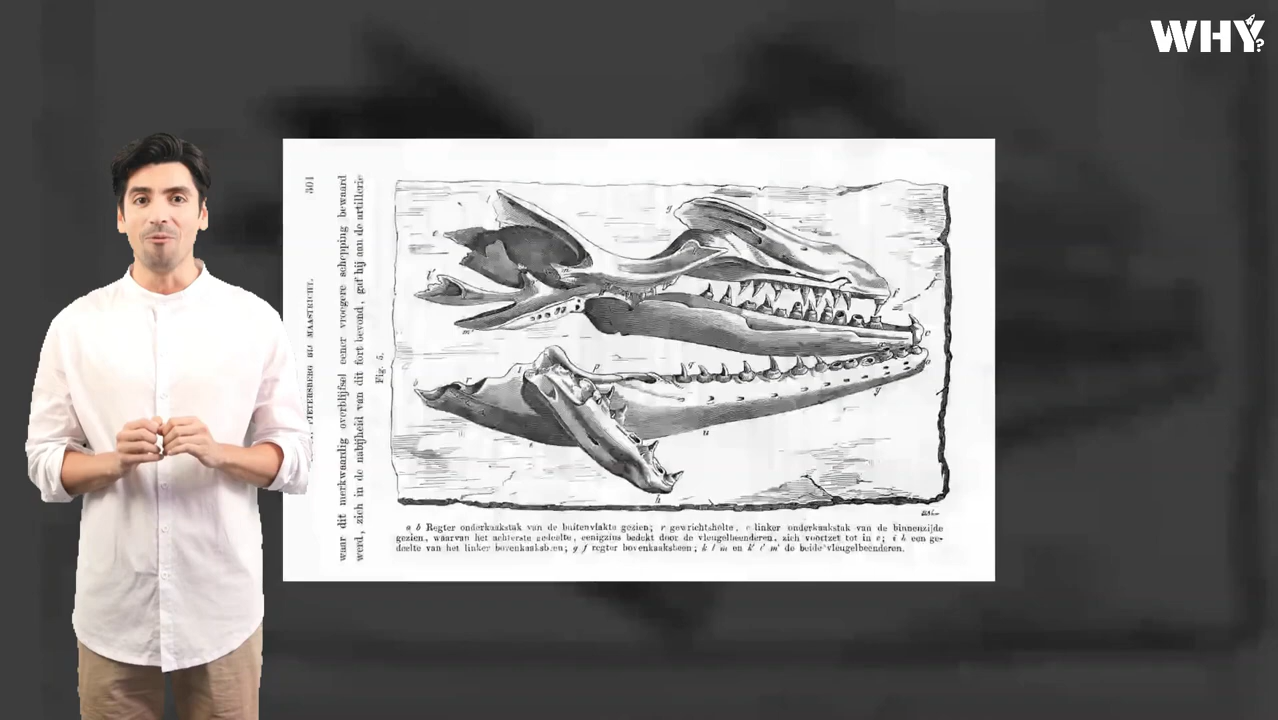 WHY?
301
PIETERSBERG BIJ MAASTRICHT.
waar dit merkwaardig overblijfsel eener vroegere schepping bewaard
werd, zich in de nabijheid van dit fort bevond, gaf hij aan de artillerie
Fig. 5.
a b Regter onderkaakstak van de buitenvlakte gezien; r gewrichtsholte, c linker onderkaakstak van de binnenzijde
gezien, waarvan het achterste gedeelte, eenigzins bedekt door de vleugelbeenderen, zich voortzet tot in e; i h een ge-
deelte van het linker bovenkaaksbeen; g f regter bovenkaaksbeen; k l m en k' l' m' de beide vleugelbeenderen.